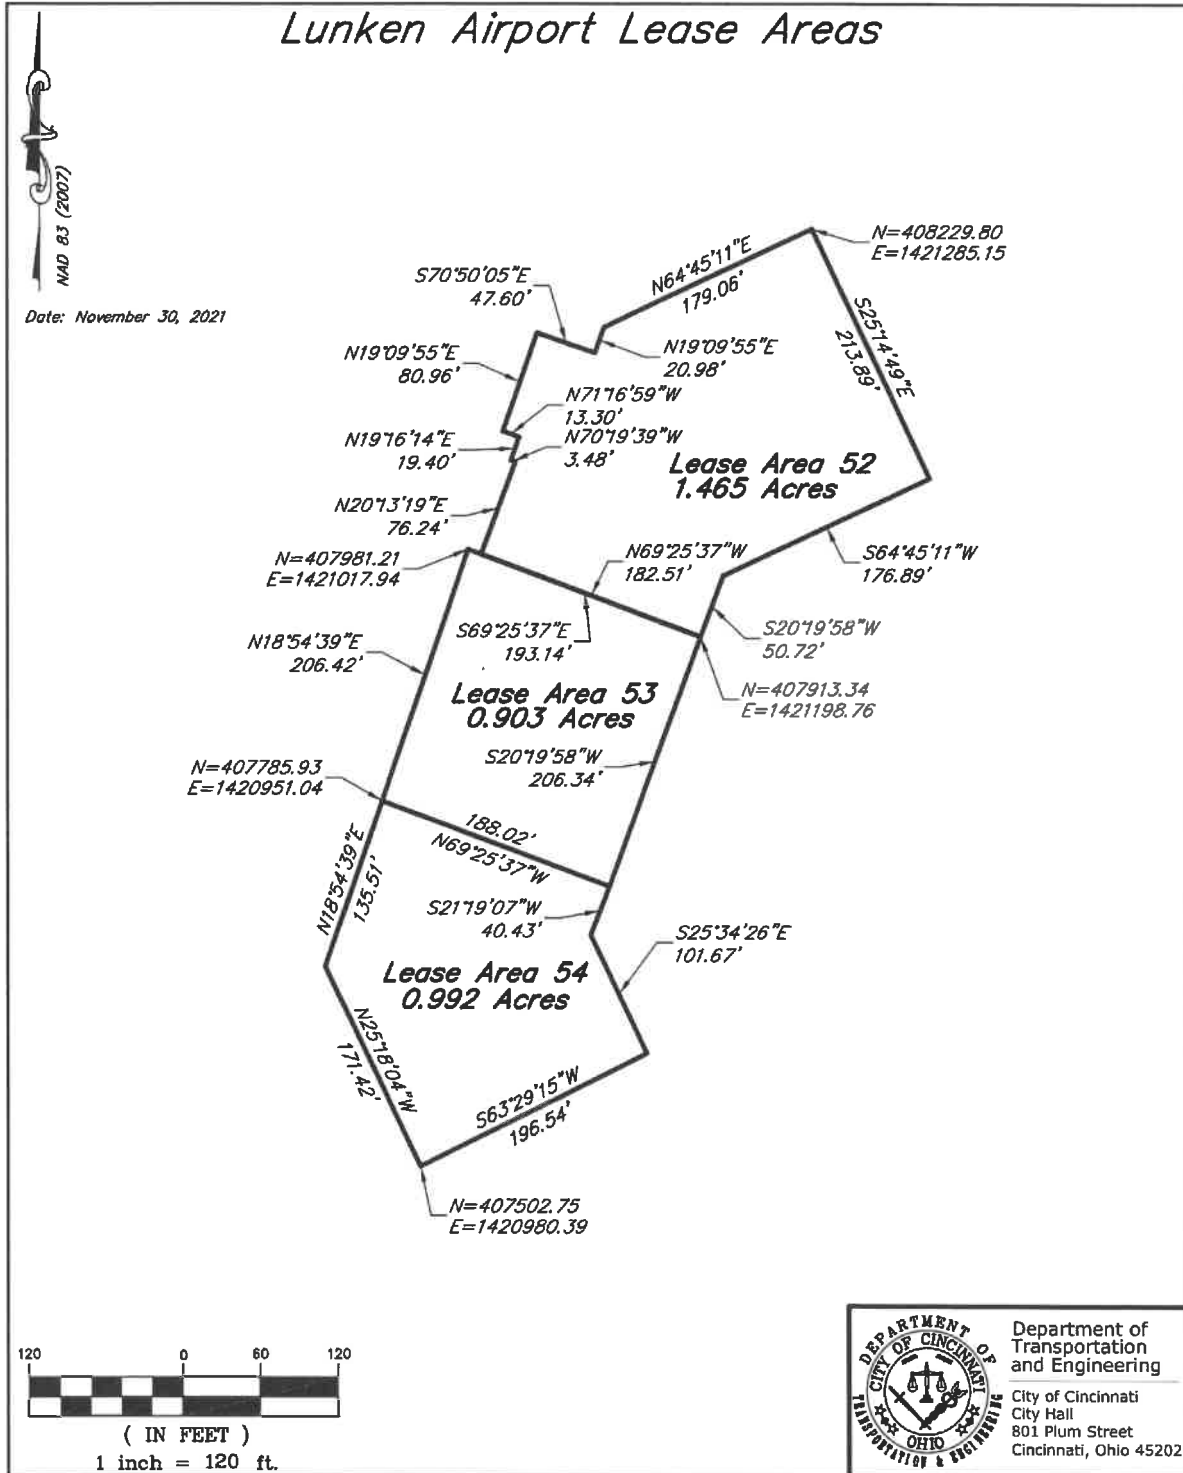 Lunken Airport Lease Areas
NAD 83 (2007)
Date: November 30, 2021
N=408229.80
E=1421285.15
N64°45'11"E
179.06'
S70°50'05"E
47.60'
S25°14'49"E
213.89'
N19°09'55"E
20.98'
N19°09'55"E
80.96'
N71°16'59"W
13.30'
N19°16'14"E
19.40'
N70°19'39"W
3.48'
Lease Area 52
1.465 Acres
N20°13'19"E
76.24'
N=407981.21
E=1421017.94
N69°25'37"W
182.51'
S64°45'11"W
176.89'
S69°25'37"E
193.14'
S20°19'58"W
50.72'
N18°54'39"E
206.42'
N=407913.34
E=1421198.76
Lease Area 53
0.903 Acres
S20°19'58"W
206.34'
N=407785.93
E=1420951.04
188.02'
N69°25'37"W
N18°54'39"E
135.51'
S21°19'07"W
40.43'
S25°34'26"E
101.67'
Lease Area 54
0.992 Acres
N25°18'04"W
171.42'
S63°29'15"W
196.54'
N=407502.75
E=1420980.39
120 0 60 120
( IN FEET )
1 inch = 120 ft.
DEPARTMENT OF
TRANSPORTATION & ENGINEERING
CITY OF CINCINNATI
OHIO
Department of
Transportation
and Engineering
City of Cincinnati
City Hall
801 Plum Street
Cincinnati, Ohio 45202